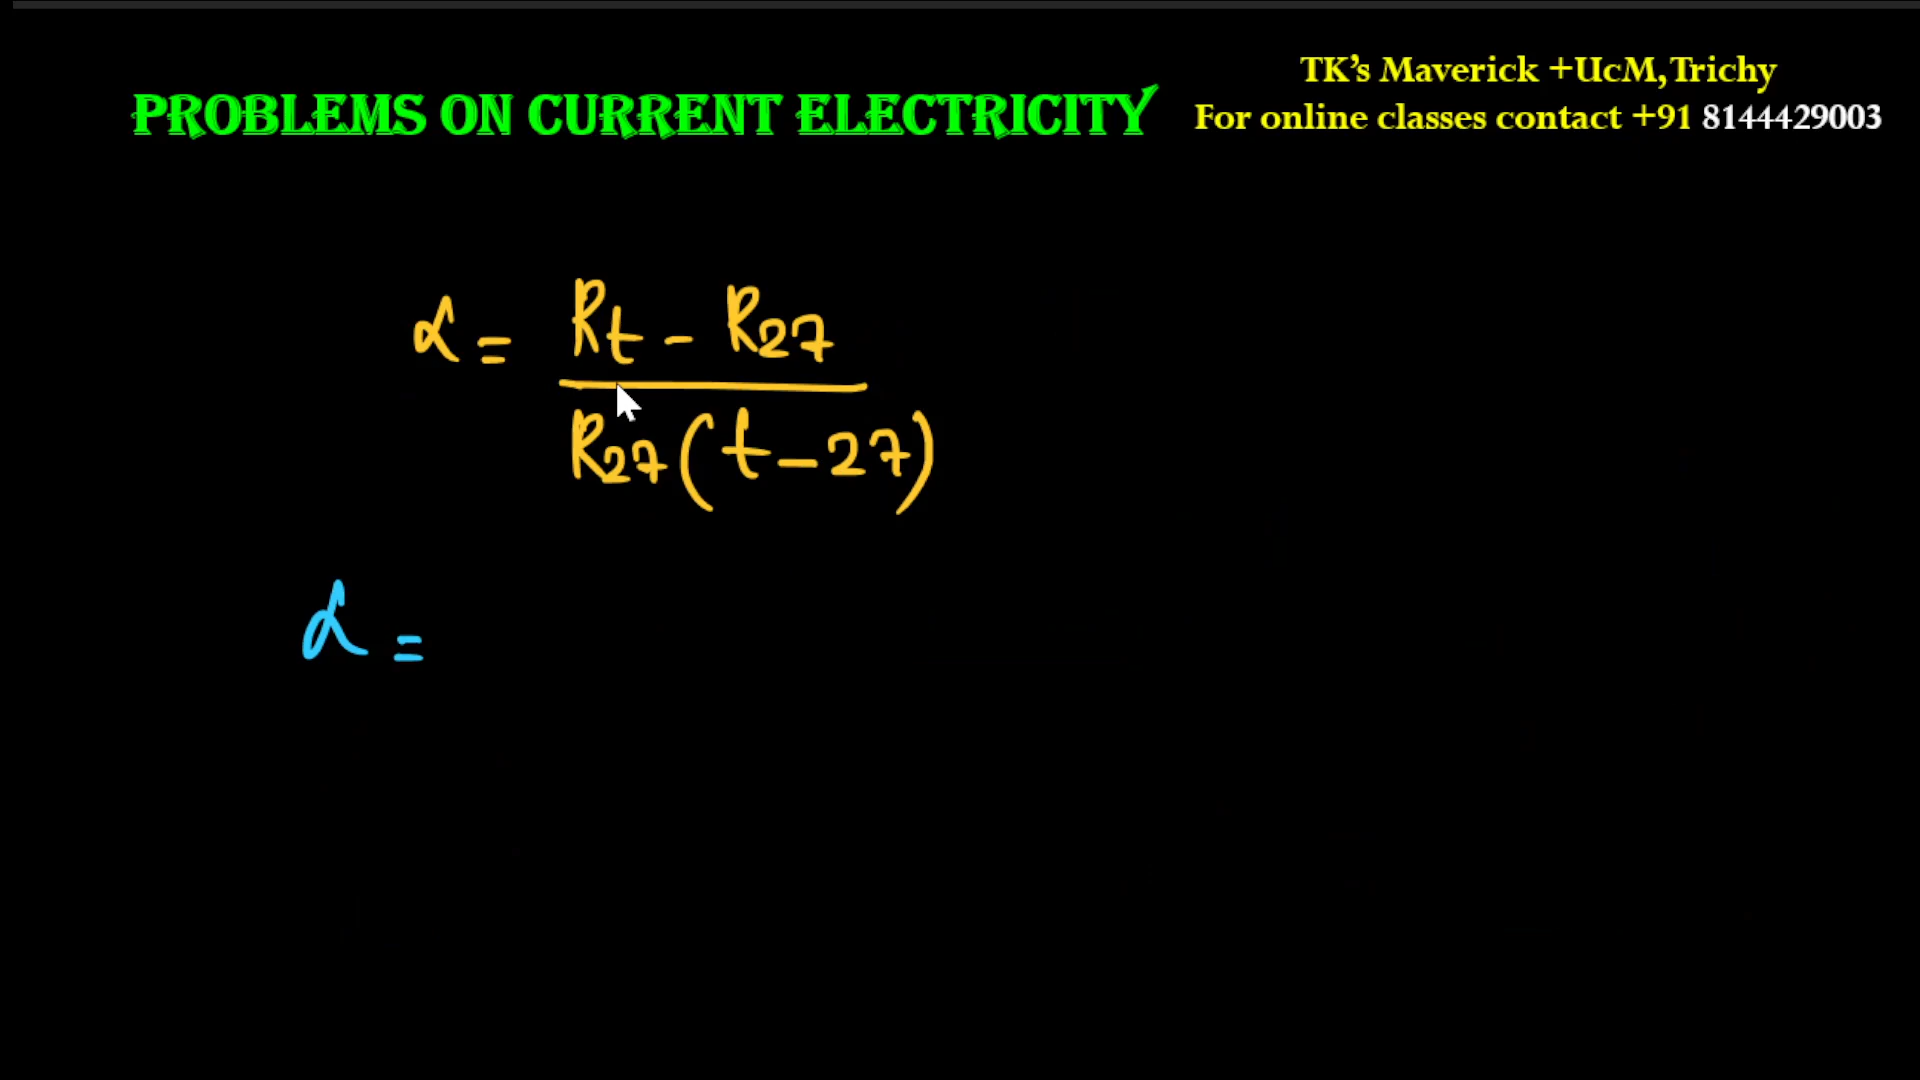 TK's Maverick +UcM,Trichy
PROBLEMS ON CURRENT ELECTRICITY
For online classes contact +91 8144429003
α = Rt - R27
R27(t-27)
α =